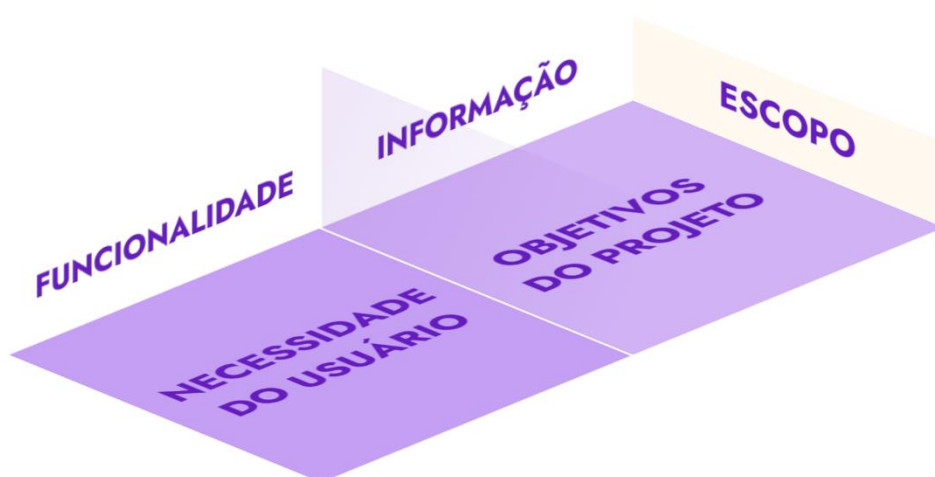 FUNCIONALIDADE
INFORMAÇÃO
ESCOPO
NECESSIDADE
DO USUÁRIO
OBJETIVOS
DO PROJETO